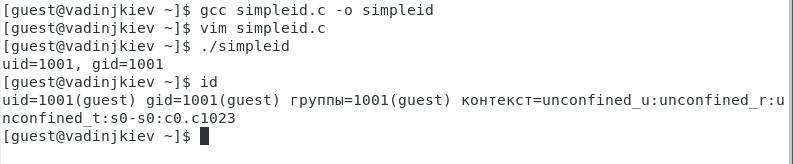 [guest@vadinjkiev ~]$ gcc simpleid.c -o simpleid
[guest@vadinjkiev ~]$ vim simpleid.c
[guest@vadinjkiev ~]$ ./simpleid
uid=1001, gid=1001
[guest@vadinjkiev ~]$ id
uid=1001(guest) gid=1001(guest) группы=1001(guest) контекст=unconfined_u:unconfined_r:u
nconfined_t:s0-s0:c0.c1023
[guest@vadinjkiev ~]$